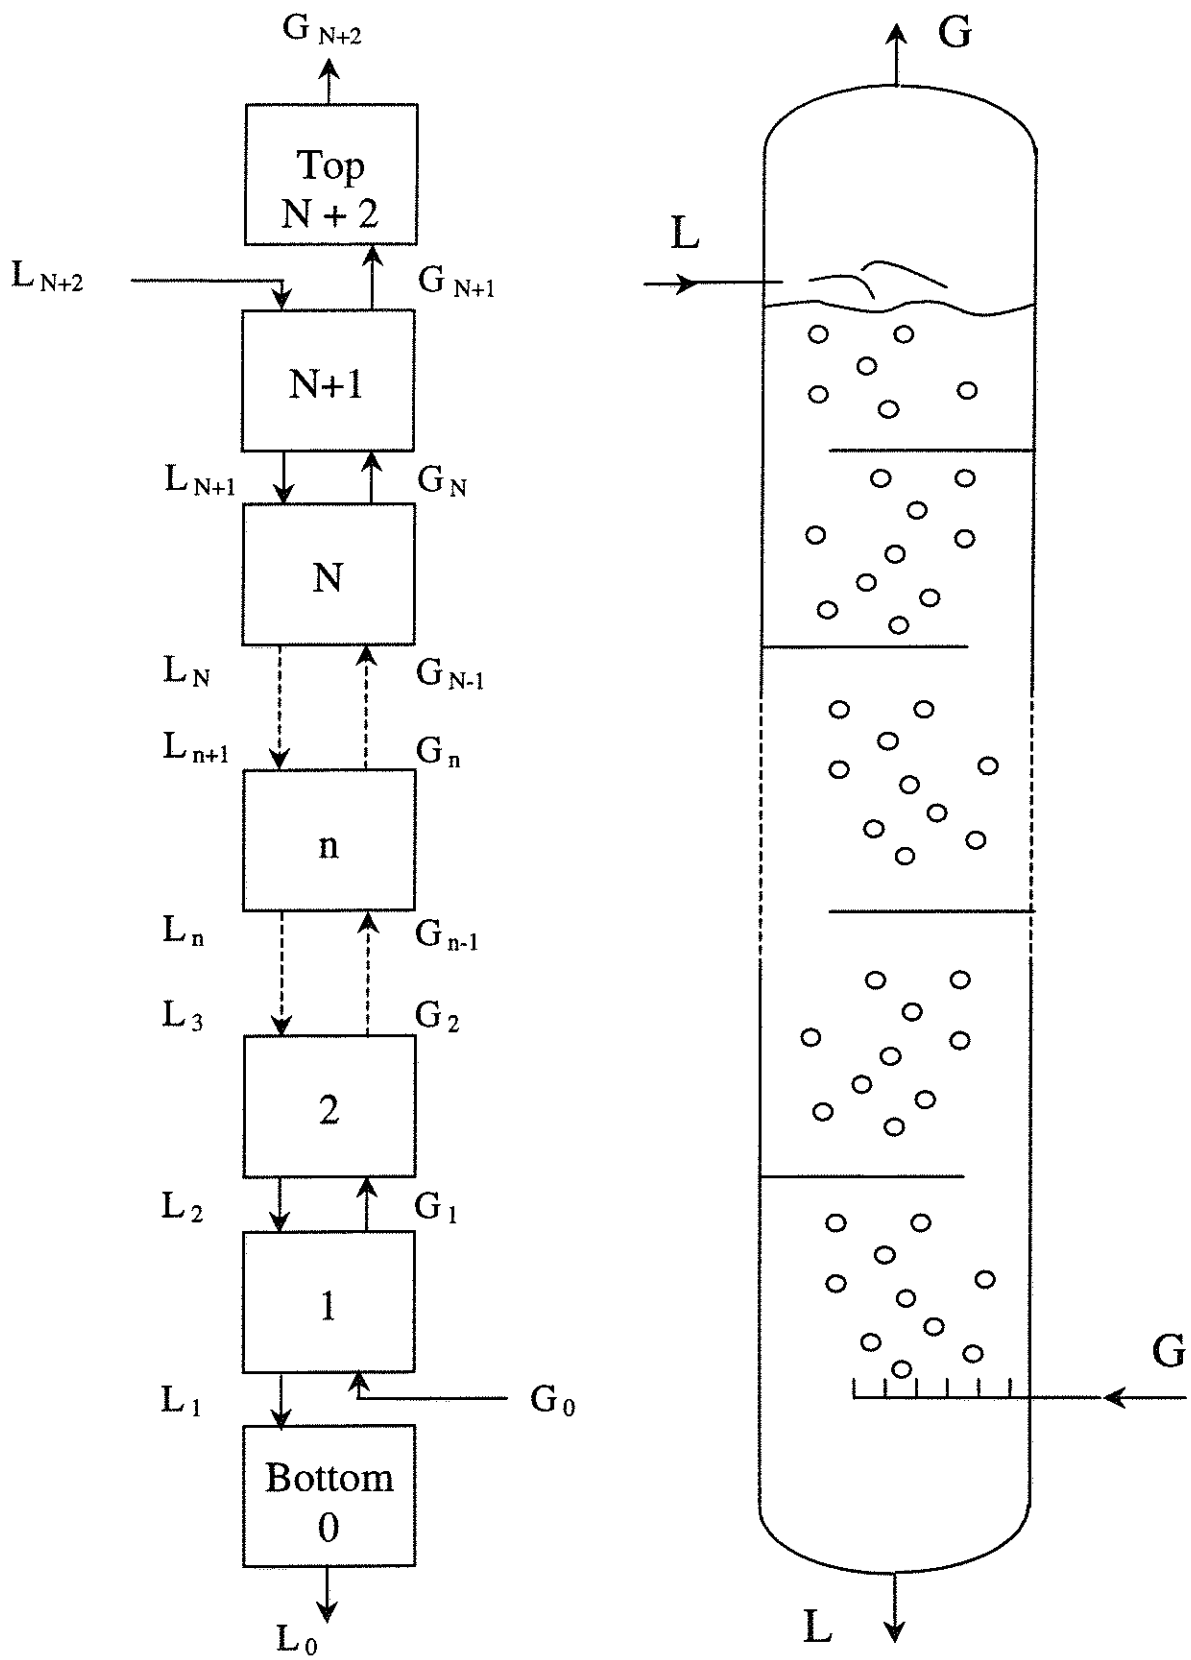 G N+2
Top
N + 2
L N+2
G N+1
N+1
L N+1
G N
N
L N
G N-1
L n+1
G n
n
L n
G n-1
L 3
G 2
2
L 2
G 1
1
L 1
G 0
Bottom
0
L 0
G
L
G
L